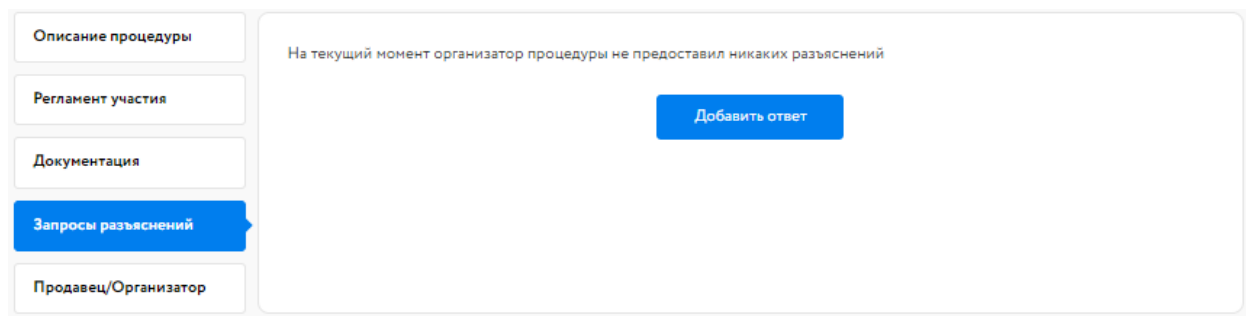 Описание процедуры
На текущий момент организатор процедуры не предоставил никаких разъяснений
Регламент участия
Добавить ответ
Документация
Запросы разъяснений
Продавец/Организатор